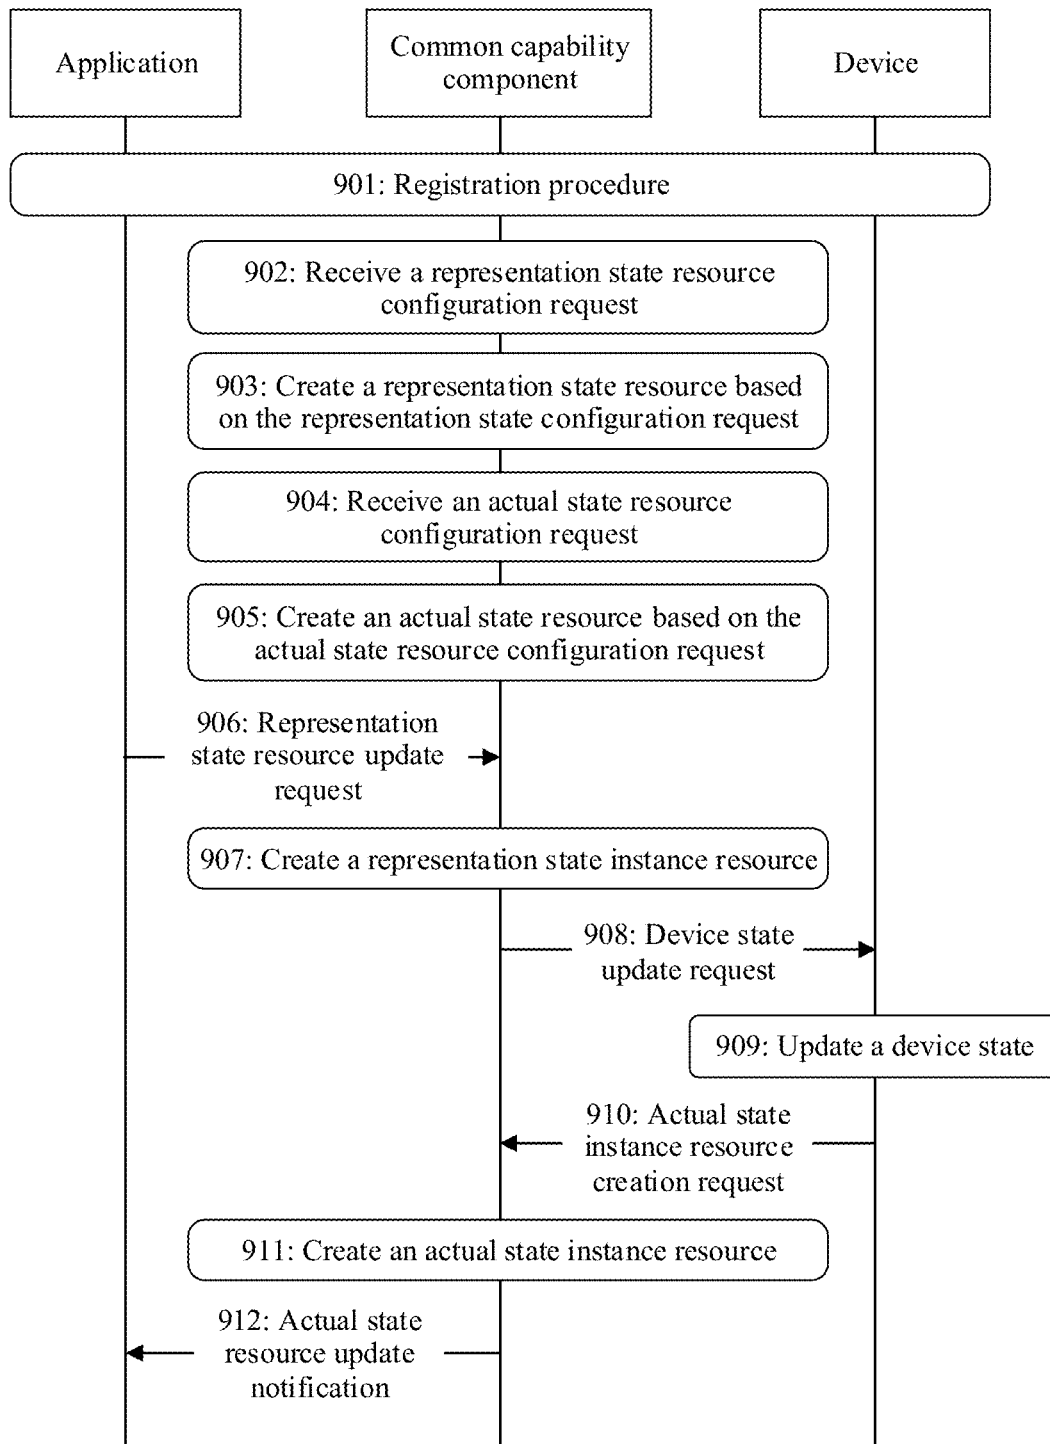 Application
Common capability
component
Device
901: Registration procedure
902: Receive a representation state resource
configuration request
903: Create a representation state resource based
on the representation state configuration request
904: Receive an actual state resource
configuration request
905: Create an actual state resource based on the
actual state resource configuration request
906: Representation
state resource update
request
907: Create a representation state instance resource
908: Device state
update request
909: Update a device state
910: Actual state
instance resource
creation request
911: Create an actual state instance resource
912: Actual state
resource update
notification